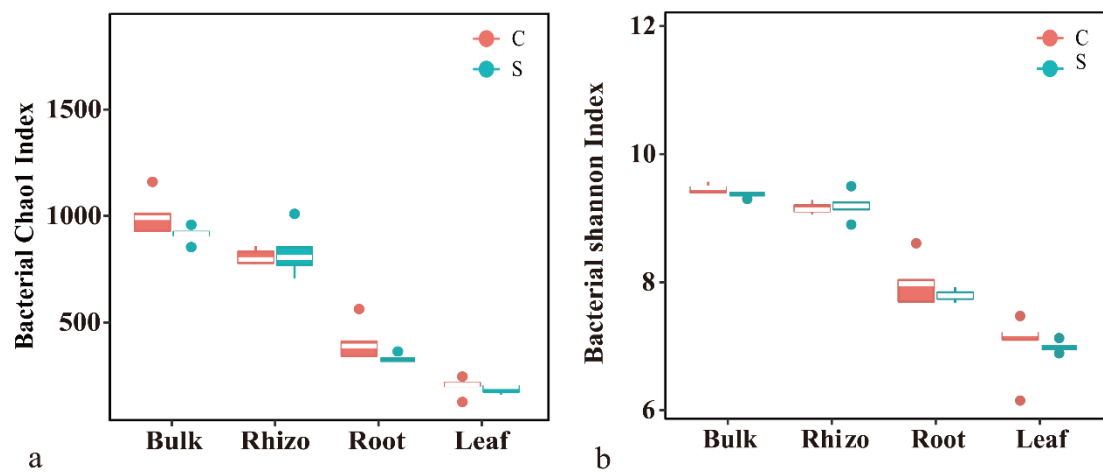 Bacterial Chao1 Index
1500
1000
500
C
S
Bulk Rhizo Root Leaf
a
Bacterial shannon Index
12
10
8
6
C
S
Bulk Rhizo Root Leaf
b